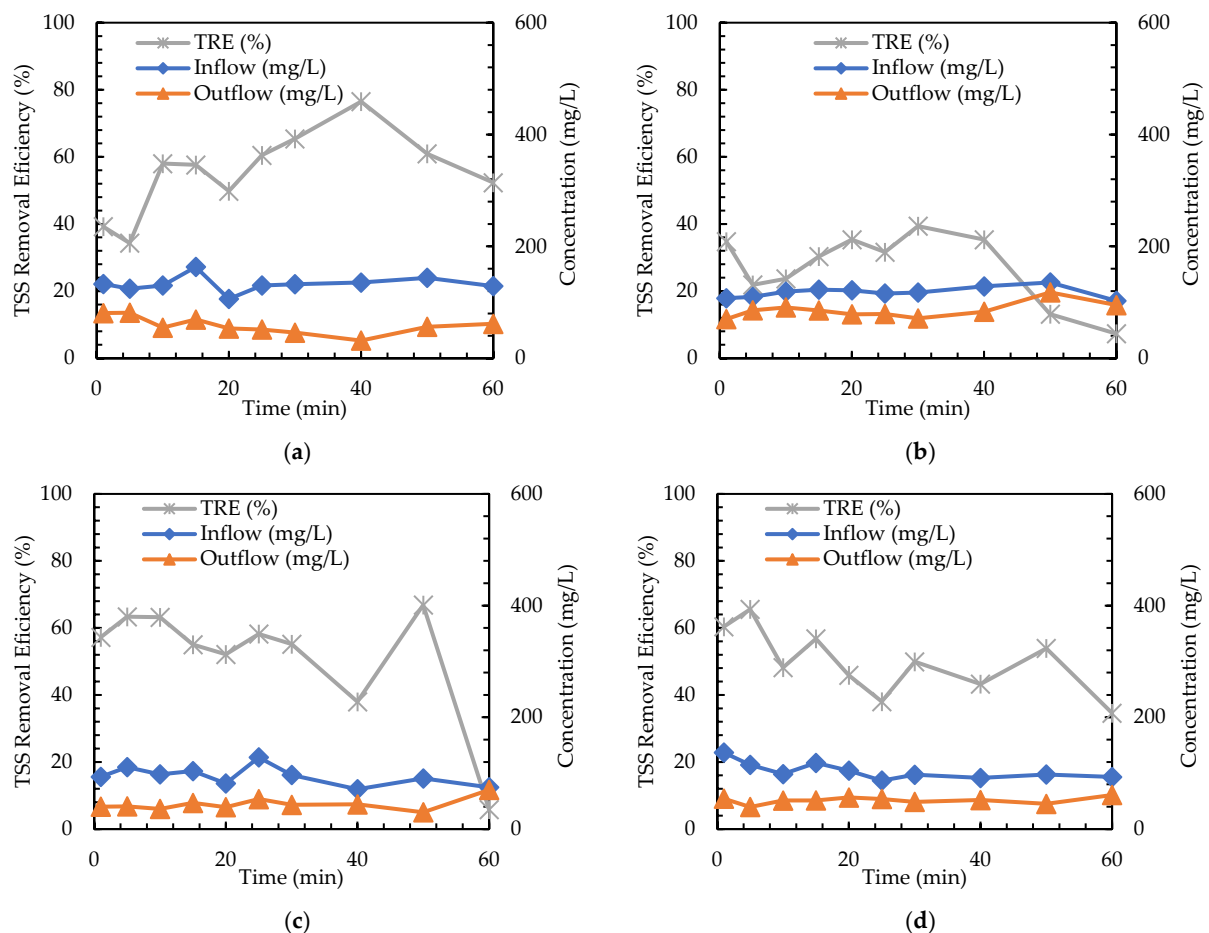 100
80
60
40
20
0
TSS Removal Eficiency (%)
TRE (%)
Inflow (mg/L)
Outflow (mg/L)
600
400
200
0
Concentration (mg/L)
0 20 40 60
Time (min)
(a)
100
80
60
40
20
0
TSS Removal Eficiency (%)
TRE (%)
Inflow (mg/L)
Outflow (mg/L)
600
400
200
0
Concentration (mg/L)
0 20 40 60
Time (min)
(b)
100
80
60
40
20
0
TSS Removal Eficiency (%)
TRE (%)
Inflow (mg/L)
Outflow (mg/L)
600
400
200
0
Concentration (mg/L)
0 20 40 60
Time (min)
(c)
100
80
60
40
20
0
TSS Removal Eficiency (%)
TRE (%)
Inflow (mg/L)
Outflow (mg/L)
600
400
200
0
Concentration (mg/L)
0 20 40 60
Time (min)
(d)